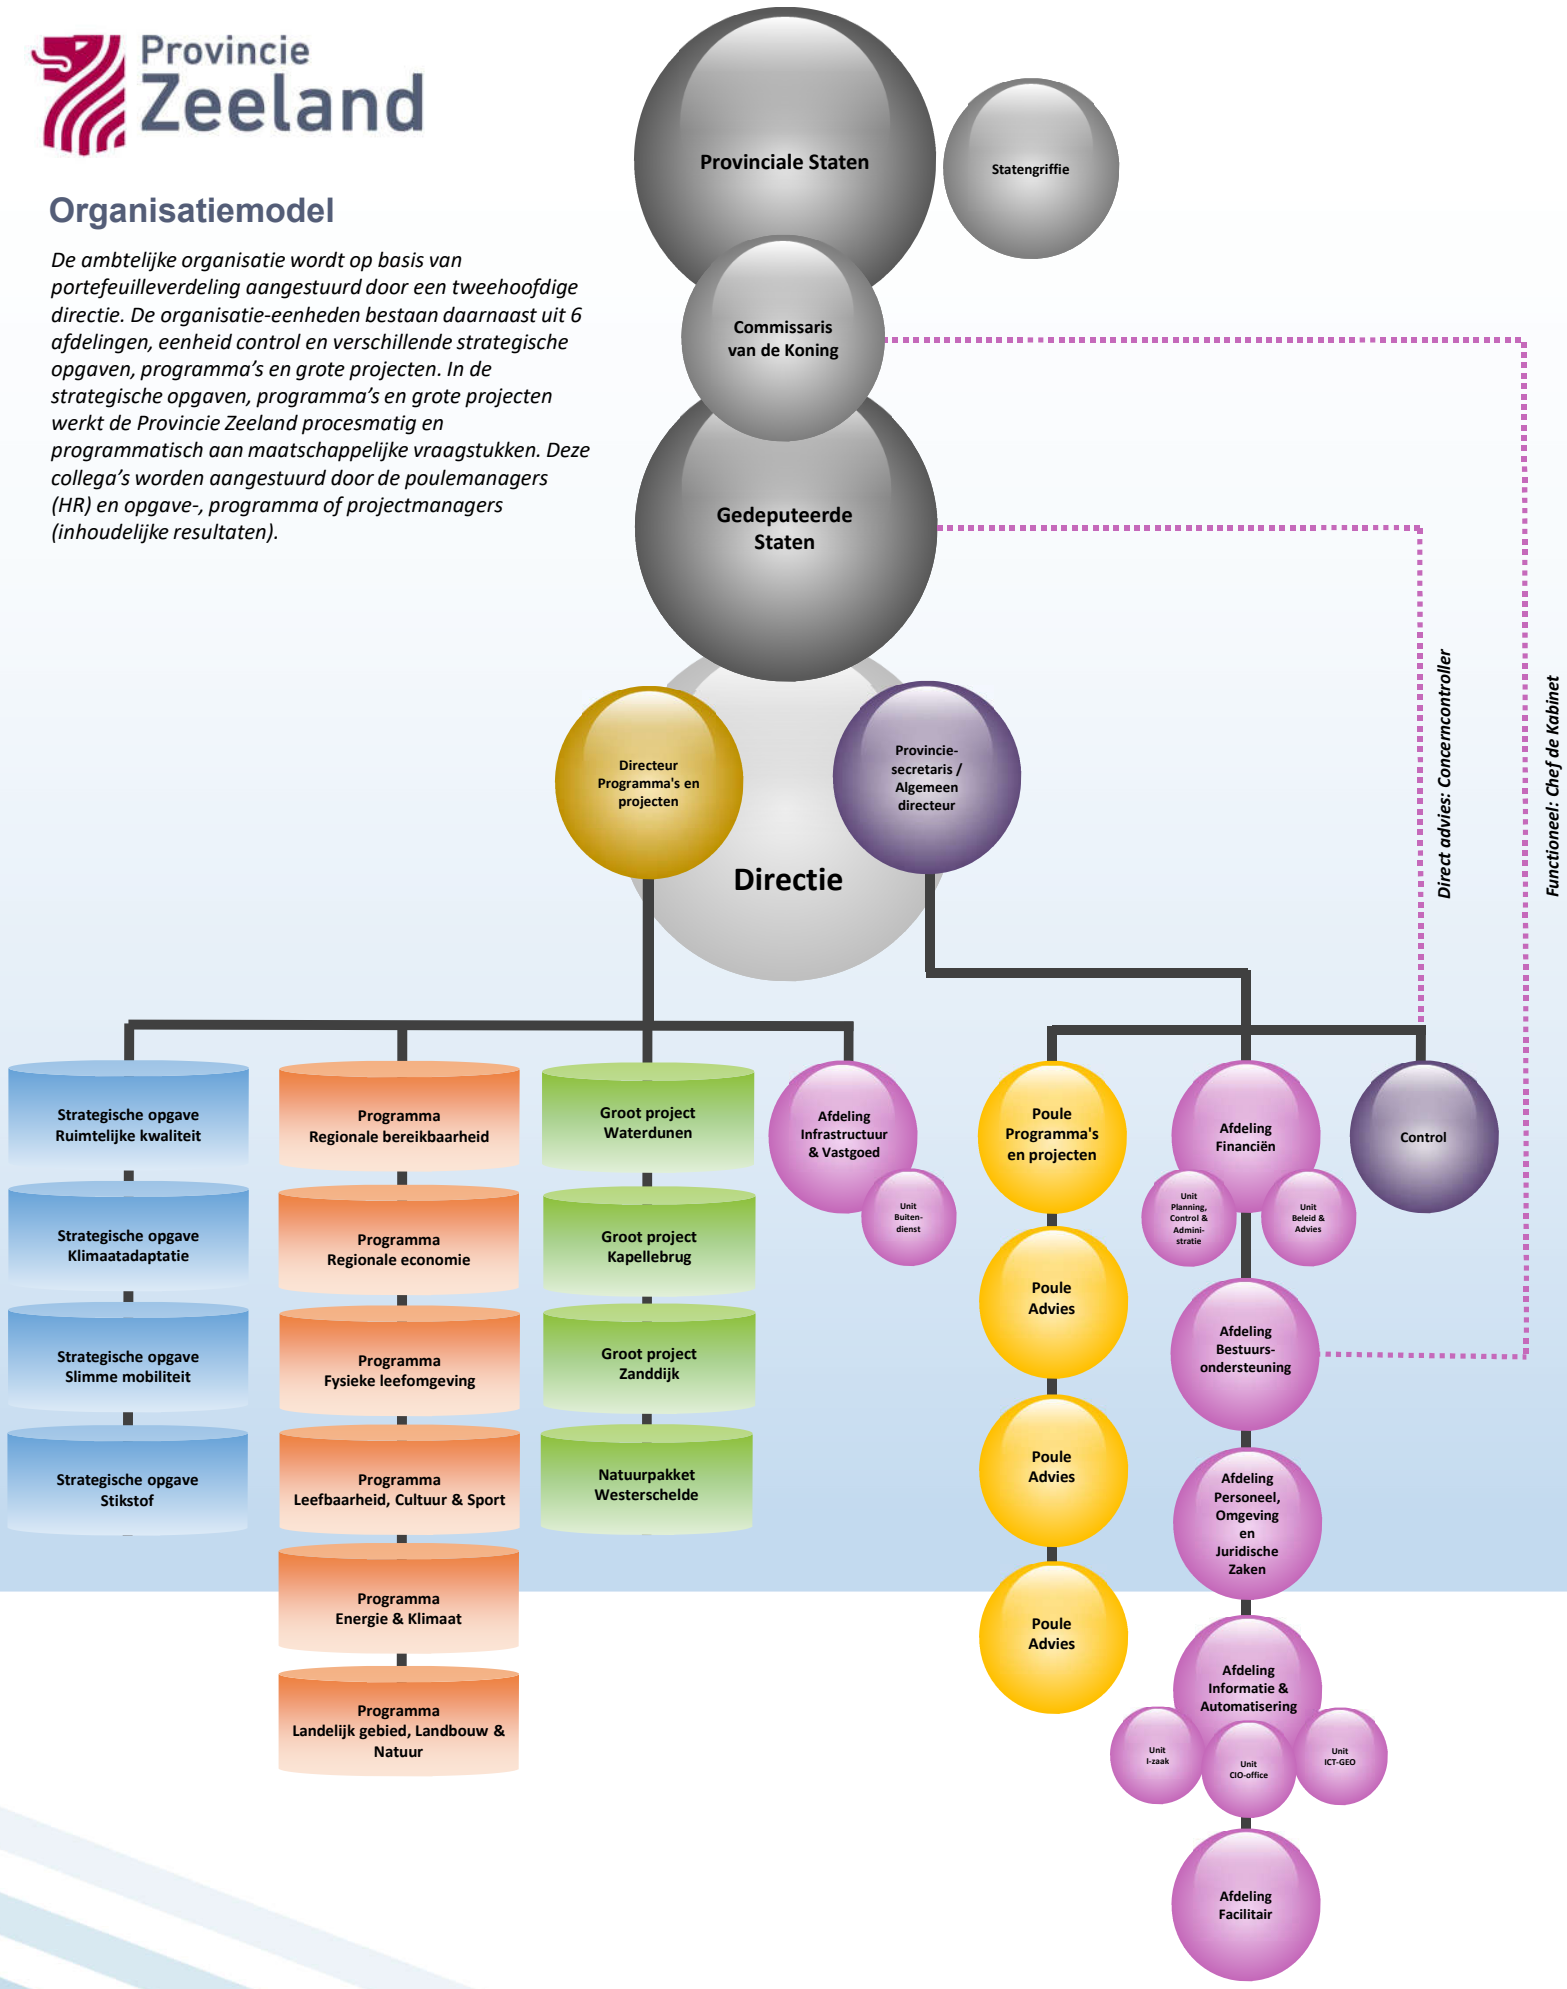 Provincie
Zeeland
Organisatiemodel
De ambtelijke organisatie wordt op basis van
portefeuilleverdeling aangestuurd door een tweehoofdige
directie. De organisatie-eenheden bestaan daarnaast uit 6
afdelingen, eenheid control en verschillende strategische
opgaven, programma's en grote projecten. In de
strategische opgaven, programma's en grote projecten
werkt de Provincie Zeeland procesmatig en
programmatisch aan maatschappelijke vraagstukken. Deze
collega's worden aangestuurd door de poulemanagers
(HR) en opgave-, programma of projectmanagers
(inhoudelijke resultaten).
Provinciale Staten
Statengriffie
Commissaris
van de Koning
Gedeputeerde
Staten
Directeur
Programma's en
projecten
Provincie-
secretaris /
Algemeen
directeur
Directie
Direct advies: Concerncontroller
Functioneel: Chef de Kabinet
Strategische opgave
Ruimtelijke kwaliteit
Strategische opgave
Klimaatadaptatie
Strategische opgave
Slimme mobiliteit
Strategische opgave
Stikstof
Programma
Regionale bereikbaarheid
Programma
Regionale economie
Programma
Fysieke leefomgeving
Programma
Leefbaarheid, Cultuur & Sport
Programma
Energie & Klimaat
Programma
Landelijk gebied, Landbouw &
Natuur
Groot project
Waterdunen
Groot project
Kapellebrug
Groot project
Zanddijk
Natuurpakket
Westerschelde
Afdeling
Infrastructuur
& Vastgoed
Unit
Buiten-
dienst
Poule
Programma's
en projecten
Poule
Advies
Poule
Advies
Poule
Advies
Afdeling
Financiën
Unit
Planning,
Control &
Admini-
stratie
Unit
Beleid &
Advies
Afdeling
Bestuurs-
ondersteuning
Afdeling
Personeel,
Omgeving
en
Juridische
Zaken
Afdeling
Informatie &
Automatisering
Unit
I-zaak
Unit
CIO-office
Unit
ICT-GEO
Afdeling
Facilitair
Control